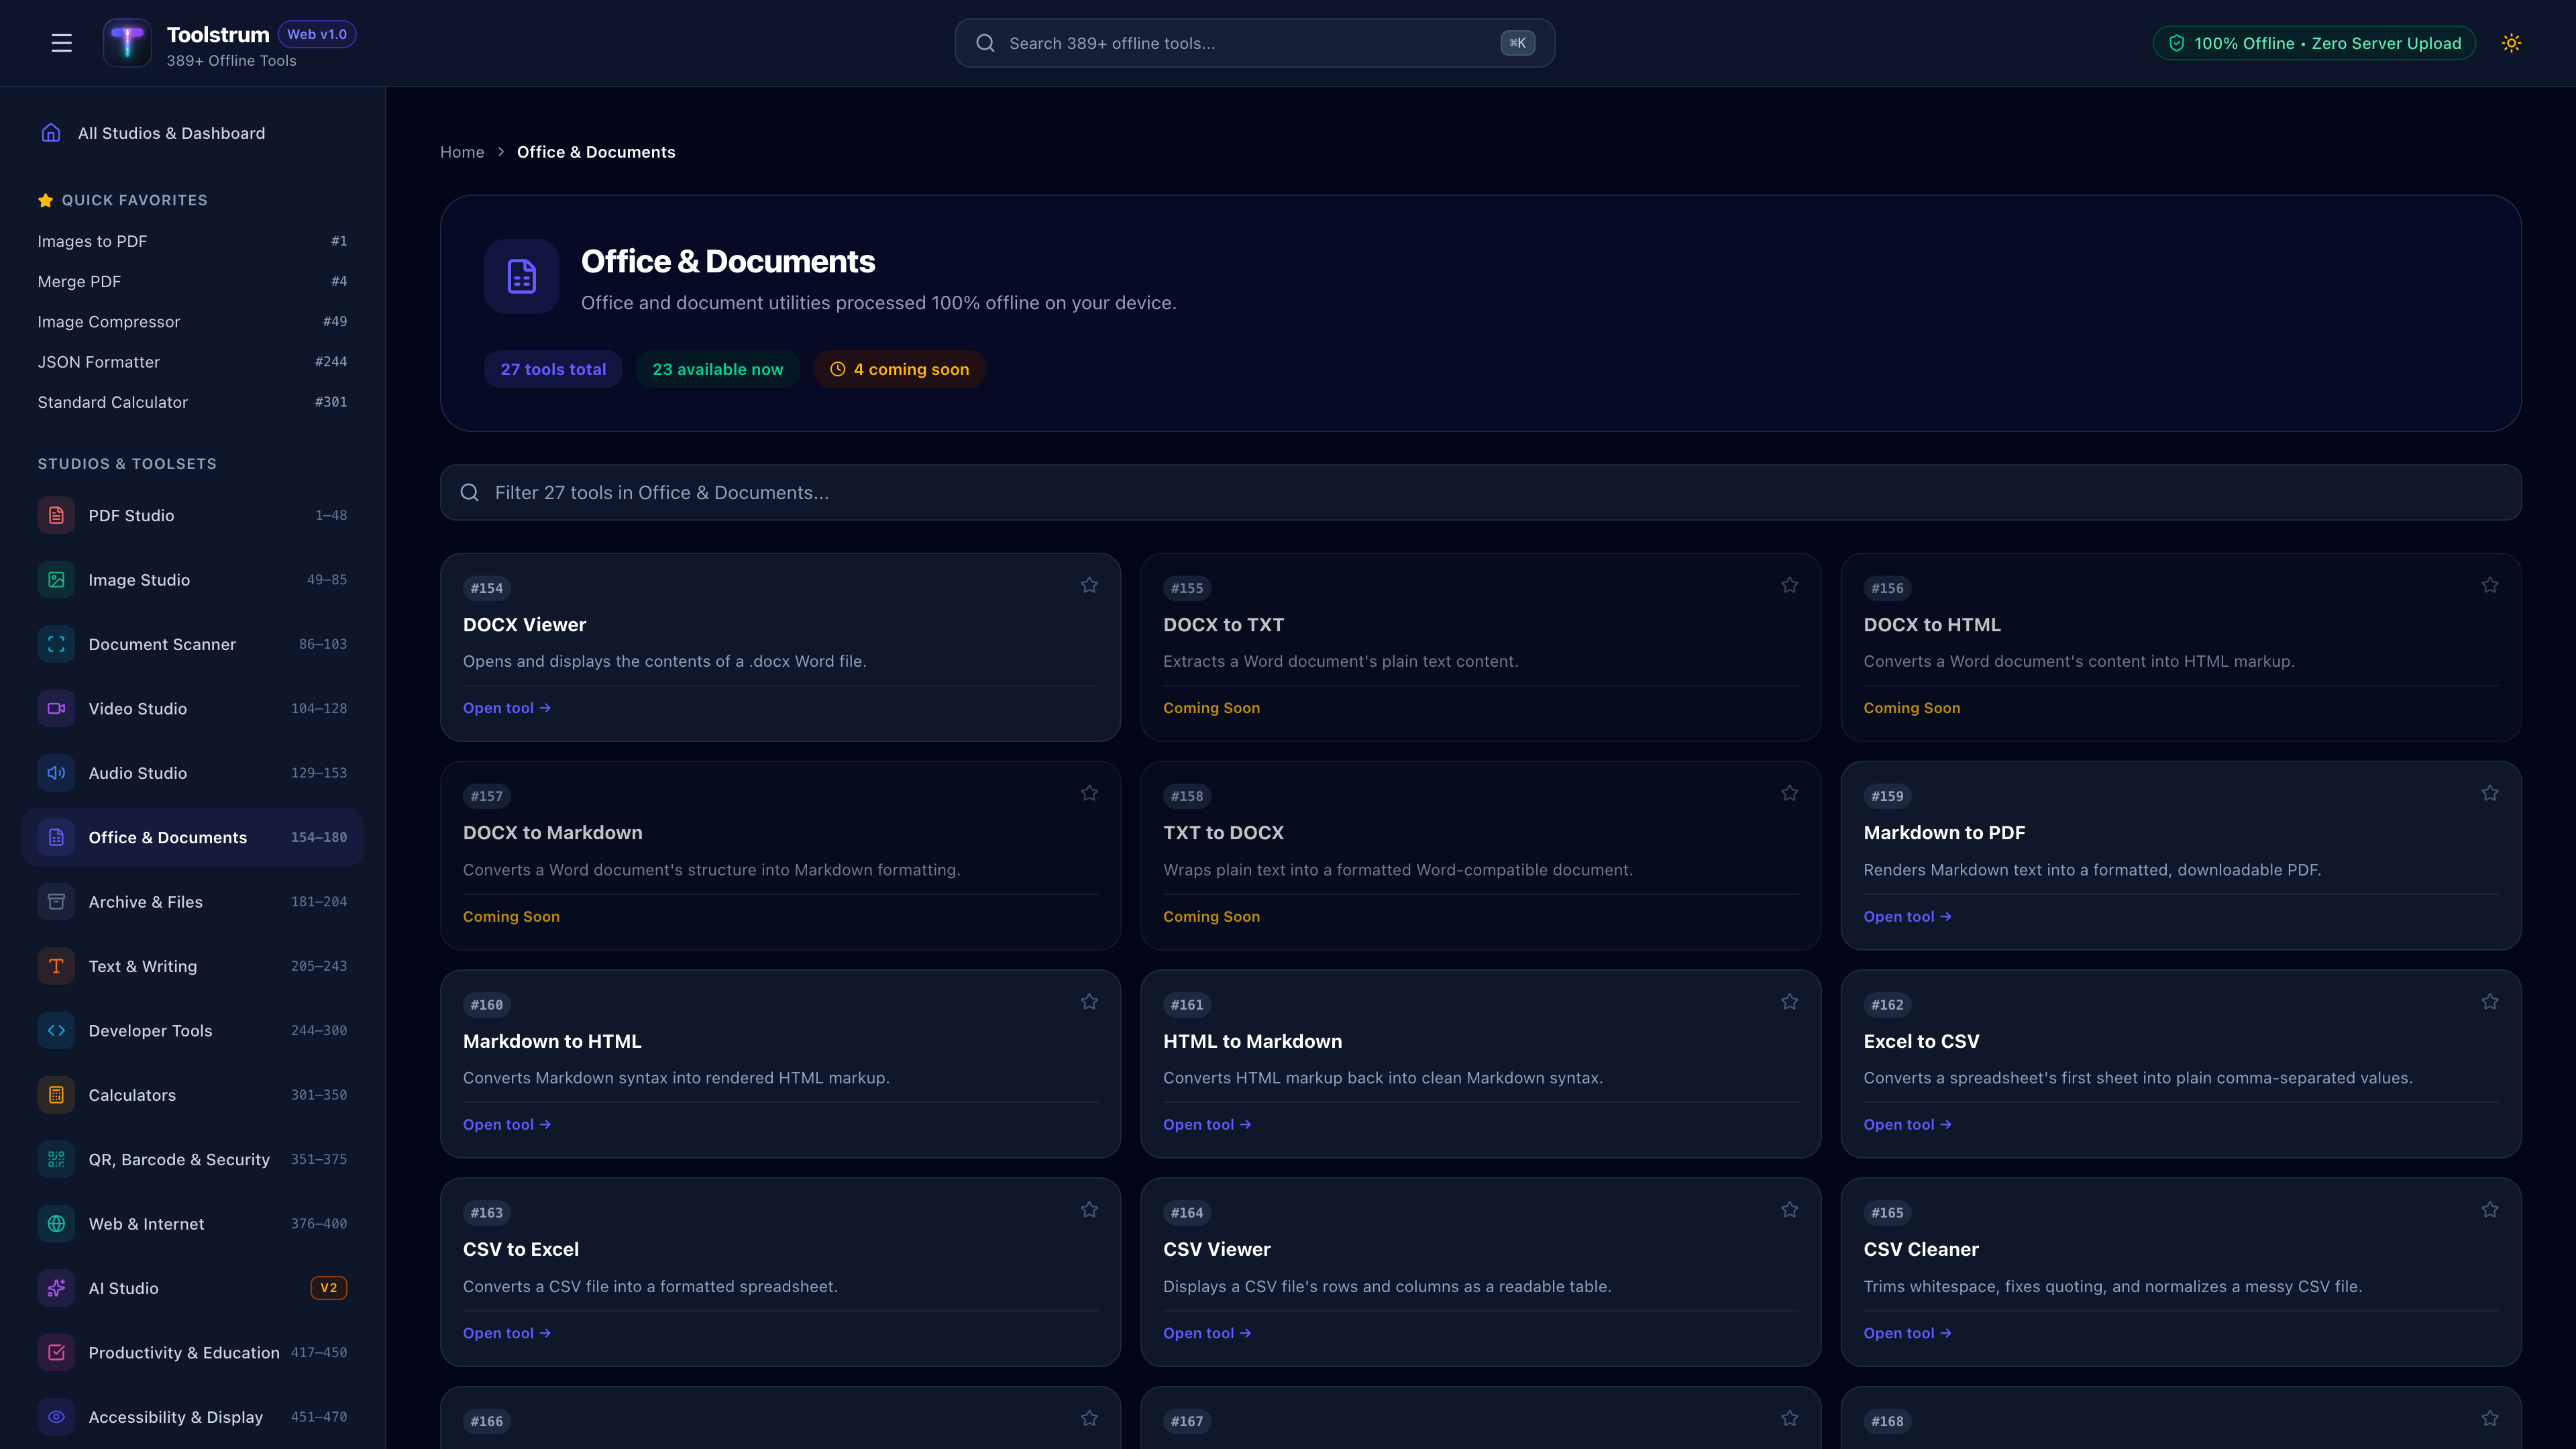 Toolstrum Web v1.0
389+ Offline Tools
Search 389+ offline tools...
⌘K
100% Offline • Zero Server Upload
All Studios & Dashboard
QUICK FAVORITES
Images to PDF #1
Merge PDF #4
Image Compressor #49
JSON Formatter #244
Standard Calculator #301
STUDIOS & TOOLSETS
PDF Studio 1–48
Image Studio 49–85
Document Scanner 86–103
Video Studio 104–128
Audio Studio 129–153
Office & Documents 154–180
Archive & Files 181–204
Text & Writing 205–243
Developer Tools 244–300
Calculators 301–350
QR, Barcode & Security 351–375
Web & Internet 376–400
AI Studio V2
Productivity & Education 417–450
Accessibility & Display 451–470
Home > Office & Documents
Office & Documents
Office and document utilities processed 100% offline on your device.
27 tools total
23 available now
4 coming soon
Filter 27 tools in Office & Documents...
#154
DOCX Viewer
Opens and displays the contents of a .docx Word file.
Open tool →
#155
DOCX to TXT
Extracts a Word document's plain text content.
Coming Soon
#156
DOCX to HTML
Converts a Word document's content into HTML markup.
Coming Soon
#157
DOCX to Markdown
Converts a Word document's structure into Markdown formatting.
Coming Soon
#158
TXT to DOCX
Wraps plain text into a formatted Word-compatible document.
Coming Soon
#159
Markdown to PDF
Renders Markdown text into a formatted, downloadable PDF.
Open tool →
#160
Markdown to HTML
Converts Markdown syntax into rendered HTML markup.
Open tool →
#161
HTML to Markdown
Converts HTML markup back into clean Markdown syntax.
Open tool →
#162
Excel to CSV
Converts a spreadsheet's first sheet into plain comma-separated values.
Open tool →
#163
CSV to Excel
Converts a CSV file into a formatted spreadsheet.
Open tool →
#164
CSV Viewer
Displays a CSV file's rows and columns as a readable table.
Open tool →
#165
CSV Cleaner
Trims whitespace, fixes quoting, and normalizes a messy CSV file.
Open tool →
#166
#167
#168